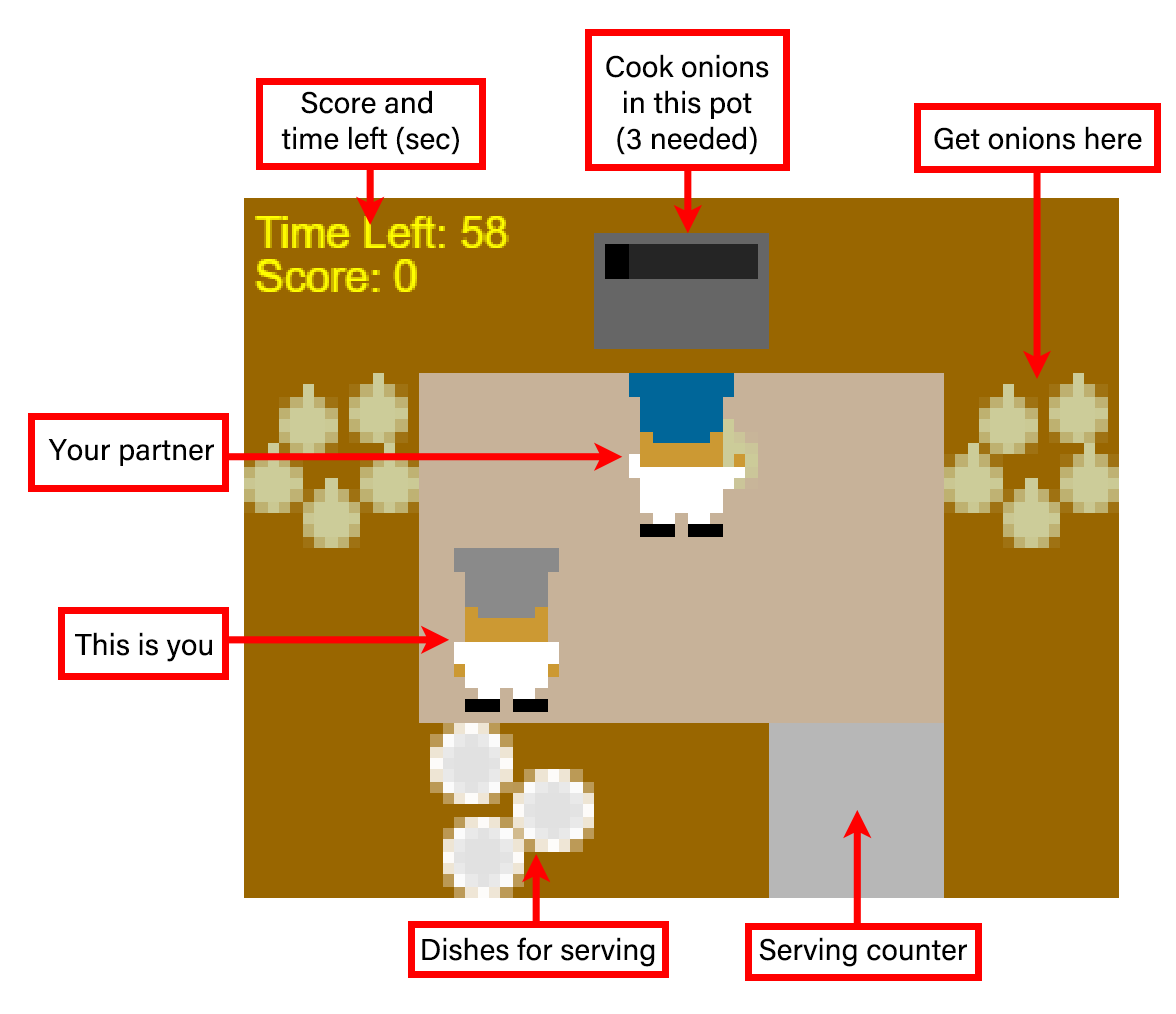 Score and
time left (sec)
Cook onions
in this pot
(3 needed)
Get onions here
Time Left: 58
Score: 0
Your partner
This is you
Dishes for serving
Serving counter